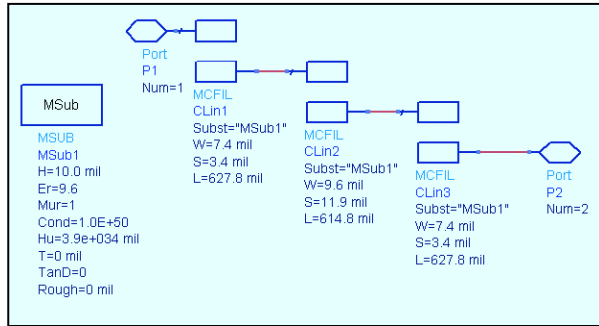 Port
P1
Num=1
MSub
MSUB
MSub1
H=10.0 mil
Er=9.6
Mur=1
Cond=1.0E+50
Hu=3.9e+034 mil
T=0 mil
TanD=0
Rough=0 mil
MCFIL
CLin1
Subst="MSub1"
W=7.4 mil
S=3.4 mil
L=627.8 mil
MCFIL
CLin2
Subst="MSub1"
W=9.6 mil
S=11.9 mil
L=614.8 mil
MCFIL
CLin3
Subst="MSub1"
W=7.4 mil
S=3.4 mil
L=627.8 mil
Port
P2
Num=2